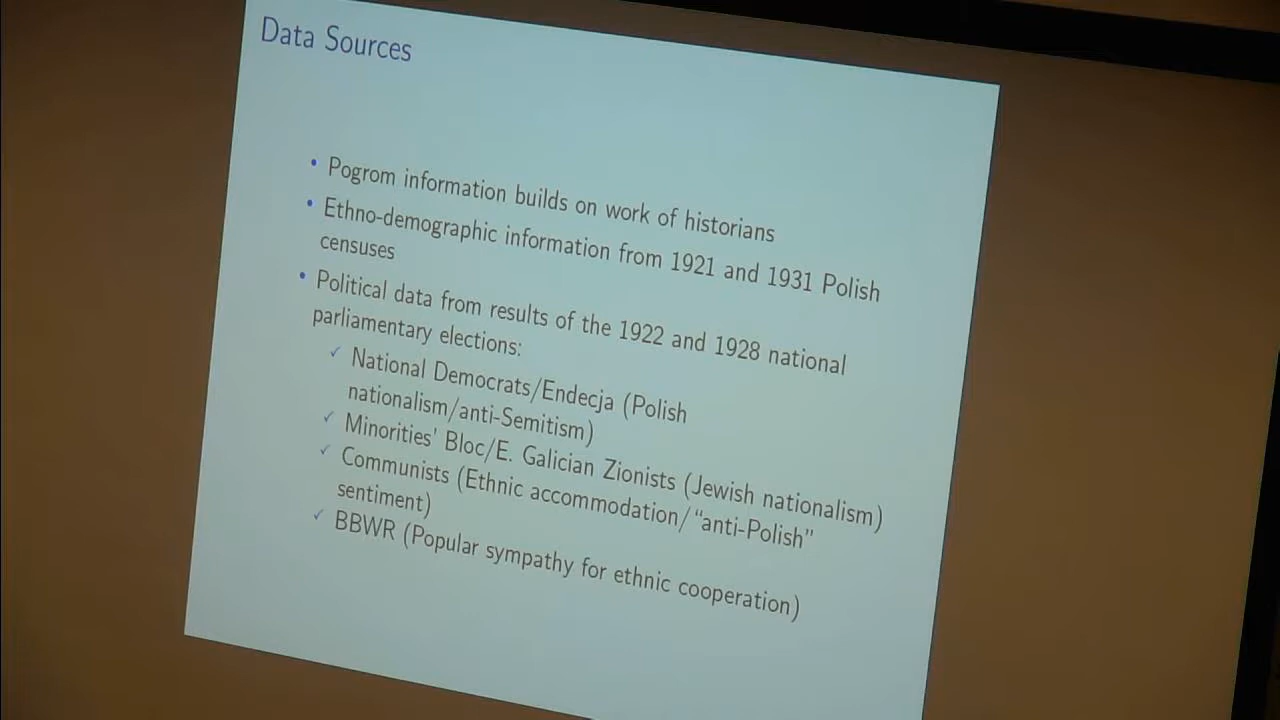 Data Sources
• Pogrom information builds on work of historians
• Ethno-demographic information from 1921 and 1931 Polish
censuses
• Political data from results of the 1922 and 1928 national
parliamentary elections:
✓ National Democrats/Endecja (Polish
nationalism/anti-Semitism)
✓ Minorities' Bloc/E. Galician Zionists (Jewish nationalism)
✓ Communists (Ethnic accommodation/“anti-Polish”
sentiment)
✓ BBWR (Popular sympathy for ethnic cooperation)